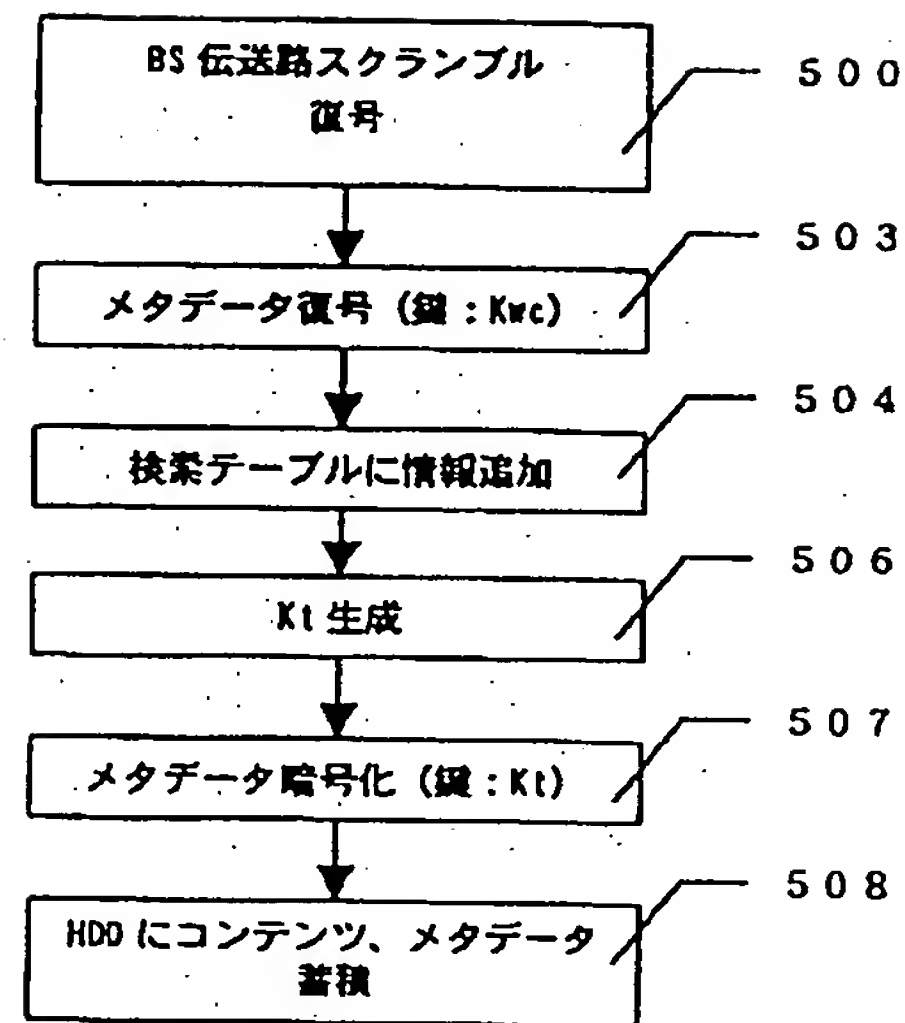 BS 伝送路スクランブル
復号
500
503
メタデータ復号 (鍵:Kwc)
504
検索テーブルに情報追加
506
Kt 生成
507
メタデータ暗号化 (鍵:Kt)
508
HDD にコンテンツ、メタデータ
蓄積